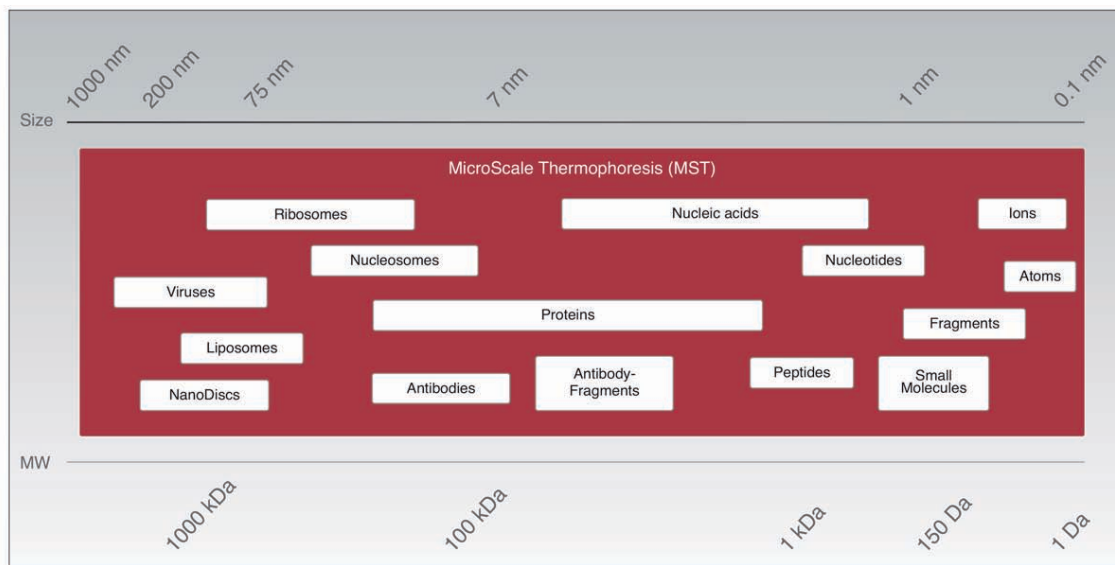 1000 nm
200 nm
75 nm
7 nm
1 nm
0.1 nm
Size
MicroScale Thermophoresis (MST)
Ribosomes
Nucleic acids
Ions
Nucleosomes
Nucleotides
Atoms
Viruses
Proteins
Fragments
Liposomes
NanoDiscs
Antibodies
Antibody-
Fragments
Peptides
Small
Molecules
MW
1000 kDa
100 kDa
1 kDa
150 Da
1 Da